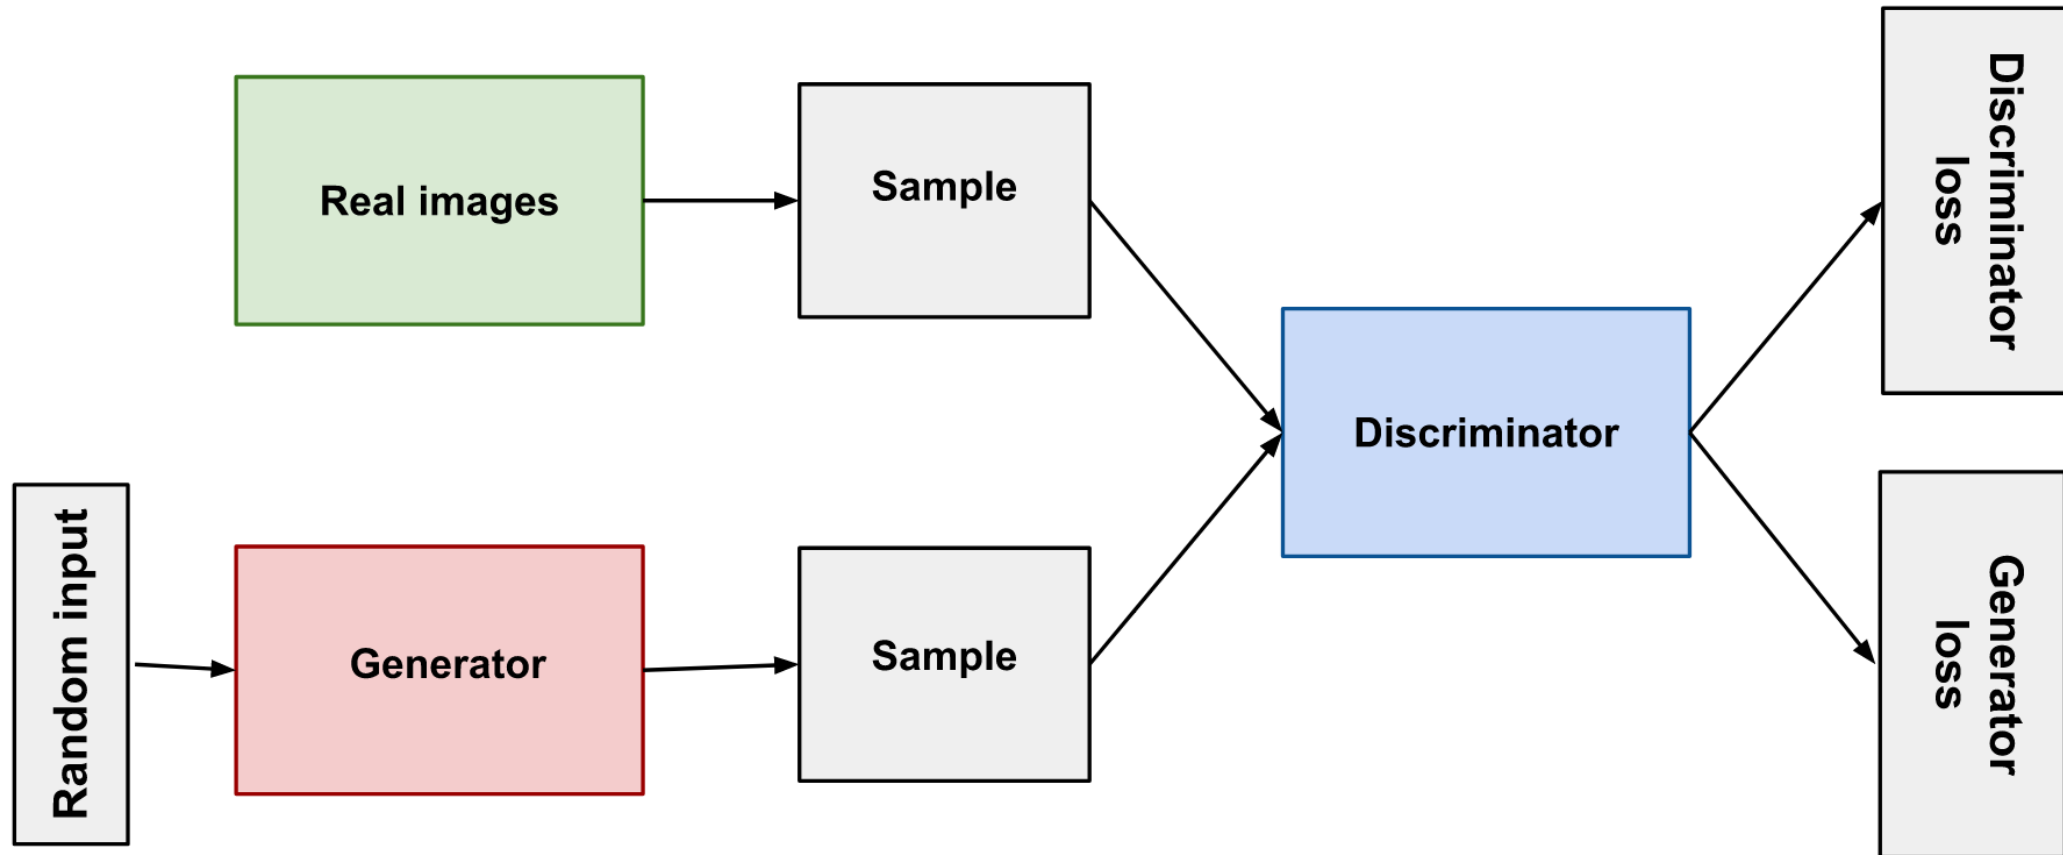 Real images
Sample
Discriminator
loss
Discriminator
Random input
Generator
Sample
Generator
loss